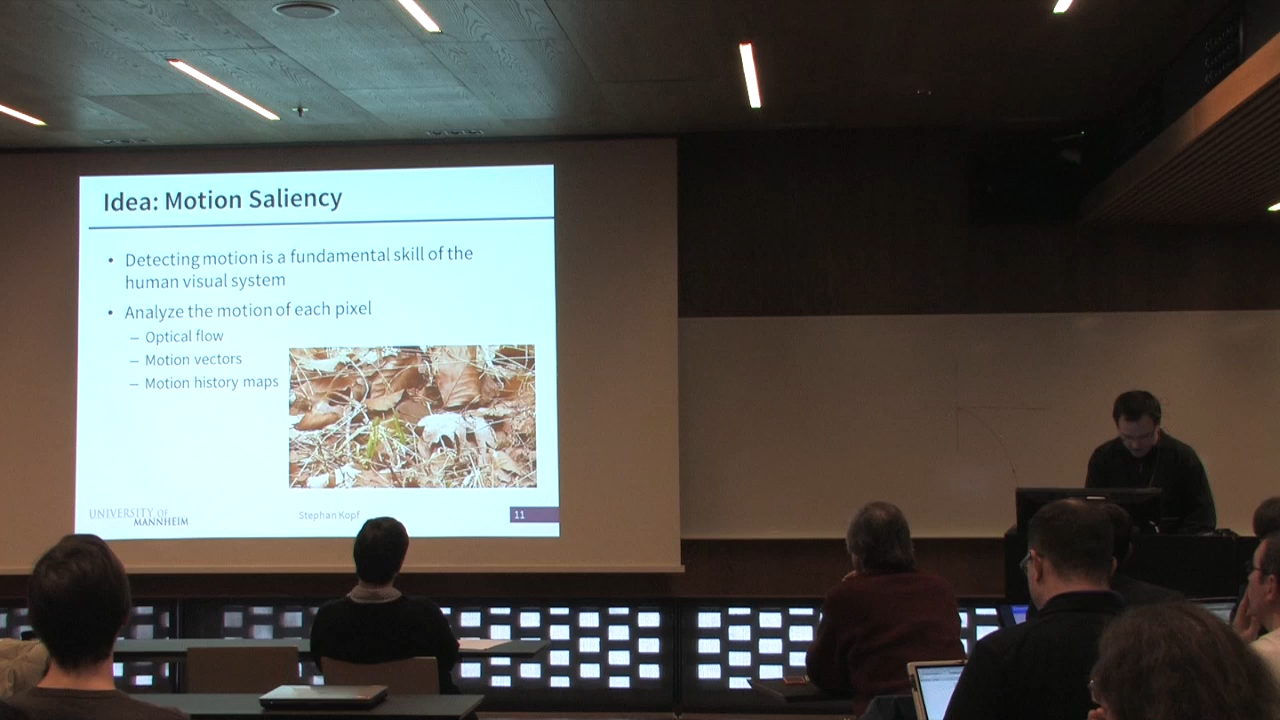 Idea: Motion Saliency
• Detecting motion is a fundamental skill of the
human visual system
• Analyze the motion of each pixel
– Optical flow
– Motion vectors
– Motion history maps
UNIVERSITY OF
MANNHEIM
Stephan Kopf
11